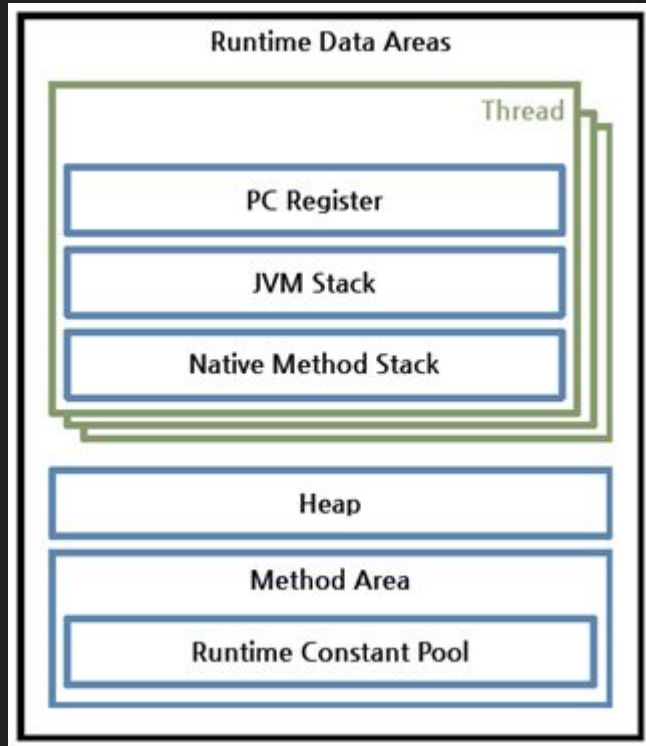 Runtime Data Areas
Thread
PC Register
JVM Stack
Native Method Stack
Heap
Method Area
Runtime Constant Pool